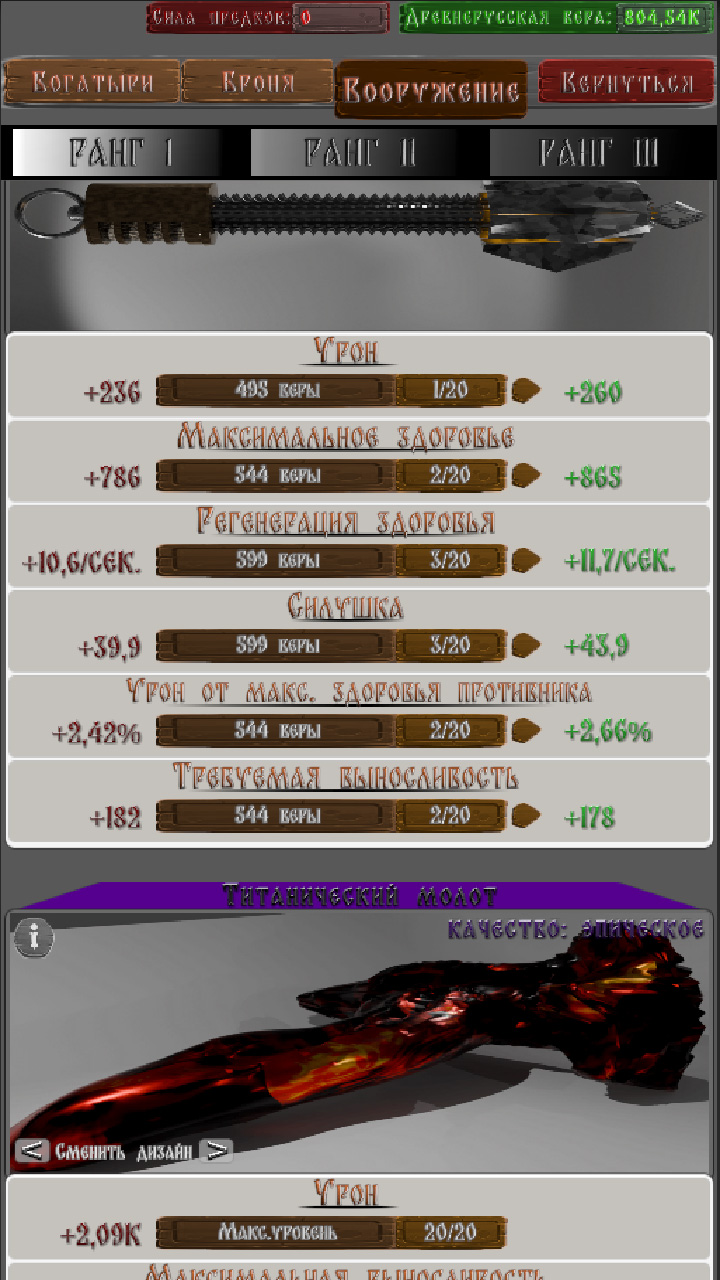 Сила предков: 0
Древнерусская вера: 804,54K
Богатыри
Броня
Вооружение
Вернуться
РАНГ I
РАНГ II
РАНГ III
Урон
+236 493 веры 1/20 +260
Максимальное здоровье
+786 544 веры 2/20 +865
Регенерация здоровья
+10,6/СЕК. 599 веры 3/20 +11,7/СЕК.
Силушка
+39,9 599 веры 3/20 +43,9
Урон от макс. здоровья противника
+2,42% 544 веры 2/20 +2,66%
Требуемая выносливость
+182 544 веры 2/20 +178
Титанический молот
качество: эпическое
i
< Сменить дизайн >
Урон
+2,09K Макс.уровень 20/20
Максимальная выносливость